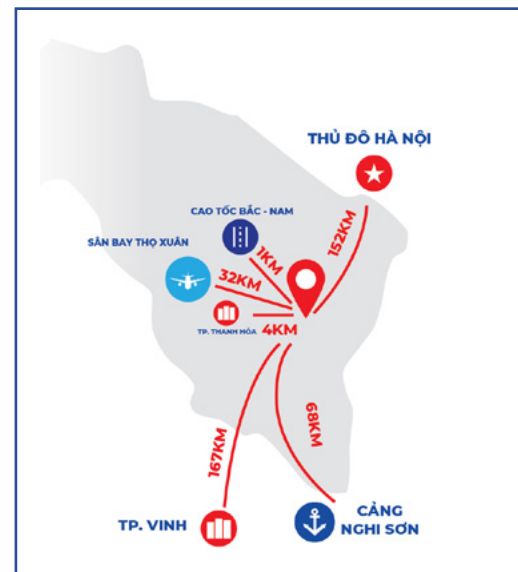 THỦ ĐÔ HÀ NỘI
CAO TỐC BẮC - NAM
SÂN BAY THỌ XUÂN
1KM
152KM
32KM
TP. THANH HÓA
4KM
167KM
68KM
TP. VINH
CẢNG
NGHI SƠN